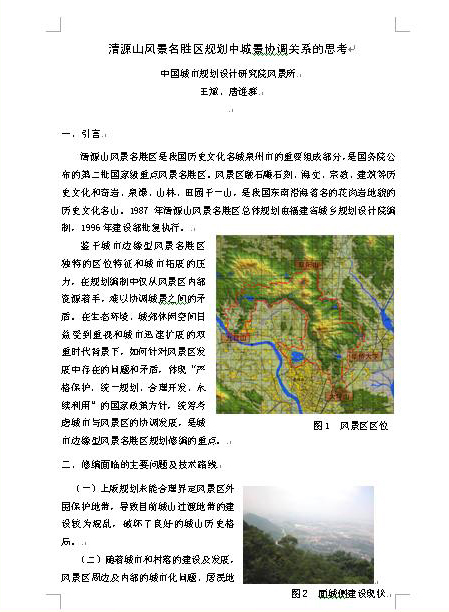 清源山风景名胜区规划中城景协调关系的思考
中国城市规划设计研究院风景所
王斌、唐进群
一、引言
清源山风景名胜区是我国历史文化名城泉州市的重要组成部分，是国务院公
布的第二批国家级重点风景名胜区。风景区融石雕石刻、海交、宗教、建筑等历
史文化和奇岩、泉瀑、山林、田园于一山，是我国东南沿海著名的花岗岩地貌的
历史文化名山。1987 年清源山风景名胜区总体规划由福建省城乡规划设计院编
制，1996 年建设部批复执行。
鉴于城市边缘型风景名胜区
独特的区位特征和城市拓展的压
力，在规划编制中仅从风景区内部
资源着手，难以协调城景之间的矛
盾。在生态环境、城郊休闲空间日
益受到重视和城市迅速扩展的双
重时代背景下，如何针对风景区发
展中存在的问题和矛盾，体现“严
格保护、统一规划、合理开发、永
续利用”的国家政策方针，统筹考
虑城市与风景区的协调发展，是城
市边缘型风景名胜区规划修编的重点。
华侨大学
图 1  风景区区位
二、修编面临的主要问题及技术路线
（一）上版规划未能合理界定风景区外
围保护地带，导致目前城山过渡地带的建
设较为混乱，破坏了良好的城山历史格
局。
（二）随着城市和村落的建设及发展，
风景区周边及内部的城市化问题、居民地
图 2  面城侧建设现状